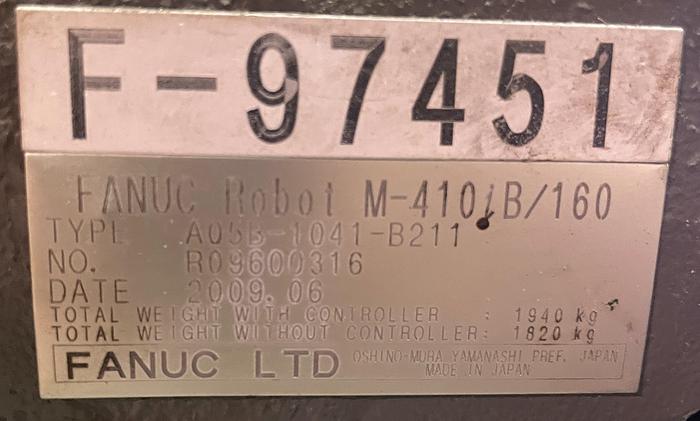 F-97451
FANUC Robot M-410iB/160
TYPE A05B-1041-B211
NO. R09600316
DATE 2009.06
TOTAL WEIGHT WITH CONTROLLER : 1940 kg
TOTAL WEIGHT WITHOUT CONTROLLER: 1820 kg
FANUC LTD OSHINO-MURA YAMANASHI PREF. JAPAN
MADE IN JAPAN